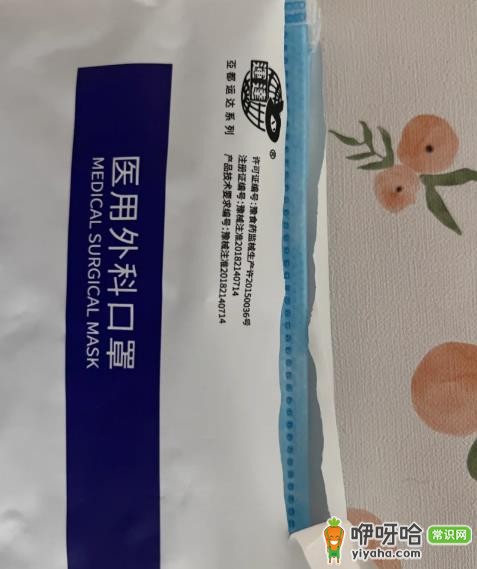 連達
®
亞都运达系列
许可证编号:豫食药监械生产许20150036号
注册证编号:豫械注准20182140714
产品技术要求编号:豫械注准20182140714
医用外科口罩
MEDICAL SURGICAL MASK
咿呀哈 常识网
yiyaha.com